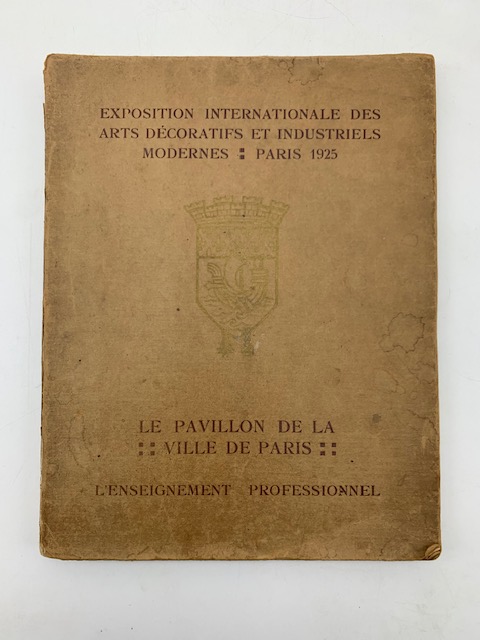 EXPOSITION INTERNATIONALE DES
ARTS DÉCORATIFS ET INDUSTRIELS
MODERNES : PARIS 1925
LE PAVILLON DE LA
:: VILLE DE PARIS ::
L'ENSEIGNEMENT PROFESSIONNEL